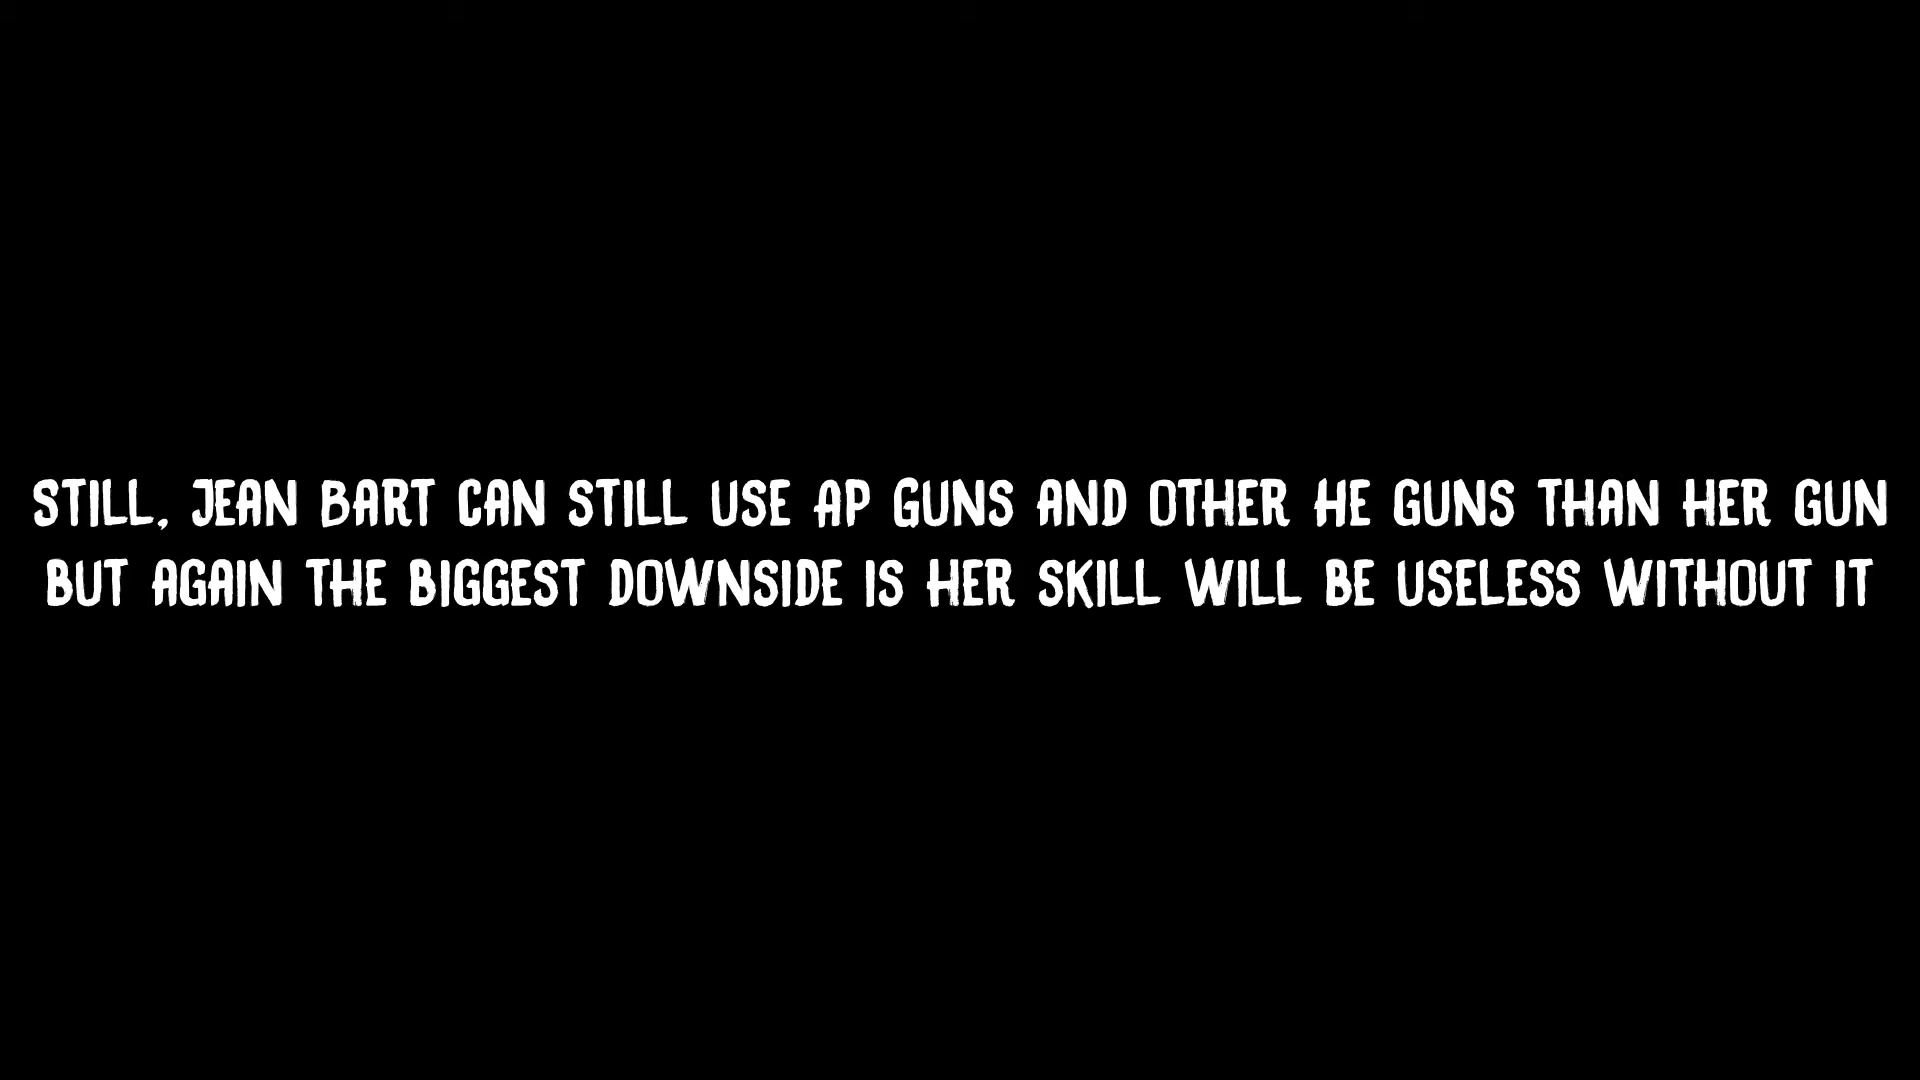 STILL, JEAN BART CAN STILL USE AP GUNS AND OTHER HE GUNS THAN HER GUN
BUT AGAIN THE BIGGEST DOWNSIDE IS HER SKILL WILL BE USELESS WITHOUT IT